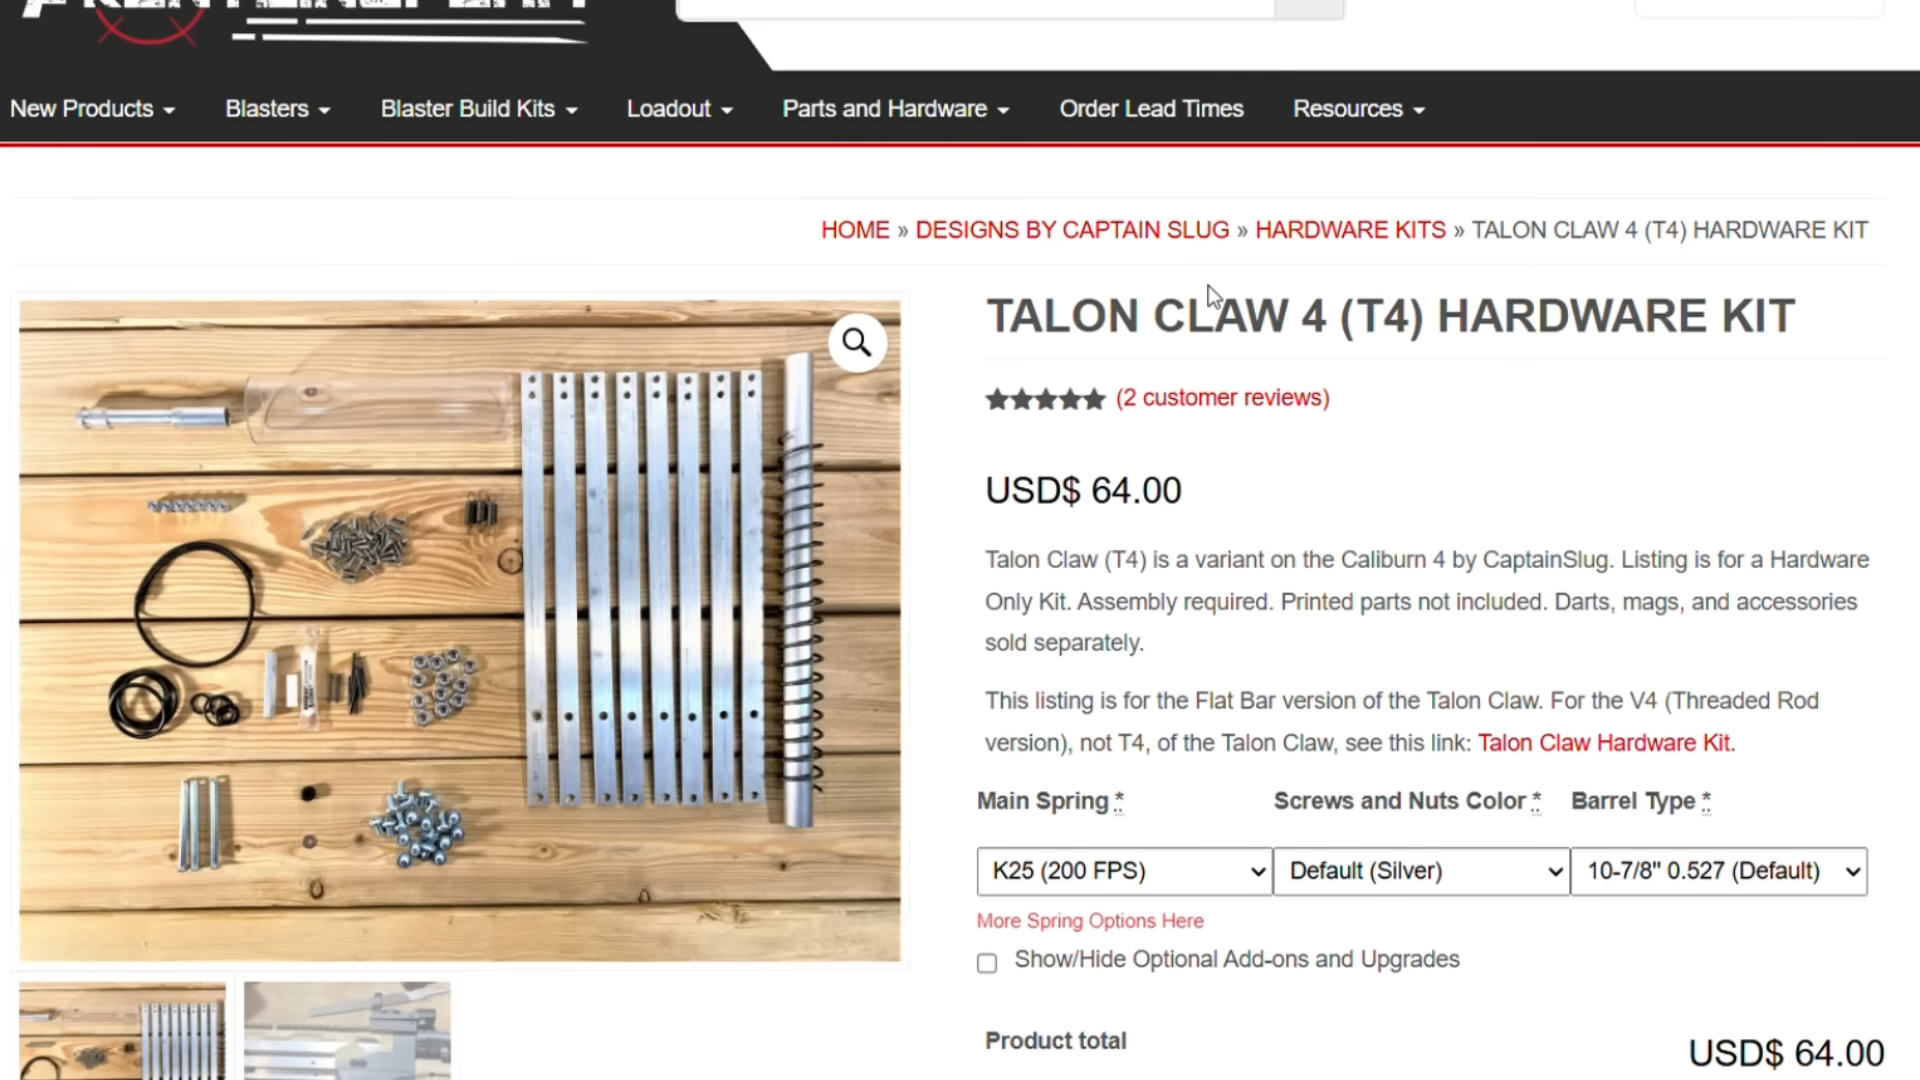 New Products
Blasters
Blaster Build Kits
Loadout
Parts and Hardware
Order Lead Times
Resources
HOME » DESIGNS BY CAPTAIN SLUG » HARDWARE KITS » TALON CLAW 4 (T4) HARDWARE KIT
TALON CLAW 4 (T4) HARDWARE KIT
(2 customer reviews)
USD$ 64.00
Talon Claw (T4) is a variant on the Caliburn 4 by CaptainSlug. Listing is for a Hardware
Only Kit. Assembly required. Printed parts not included. Darts, mags, and accessories
sold separately.
This listing is for the Flat Bar version of the Talon Claw. For the V4 (Threaded Rod
version), not T4, of the Talon Claw, see this link: Talon Claw Hardware Kit.
Main Spring * Screws and Nuts Color * Barrel Type *
K25 (200 FPS) Default (Silver) 10-7/8" 0.527 (Default)
More Spring Options Here
Show/Hide Optional Add-ons and Upgrades
Product total
USD$ 64.00